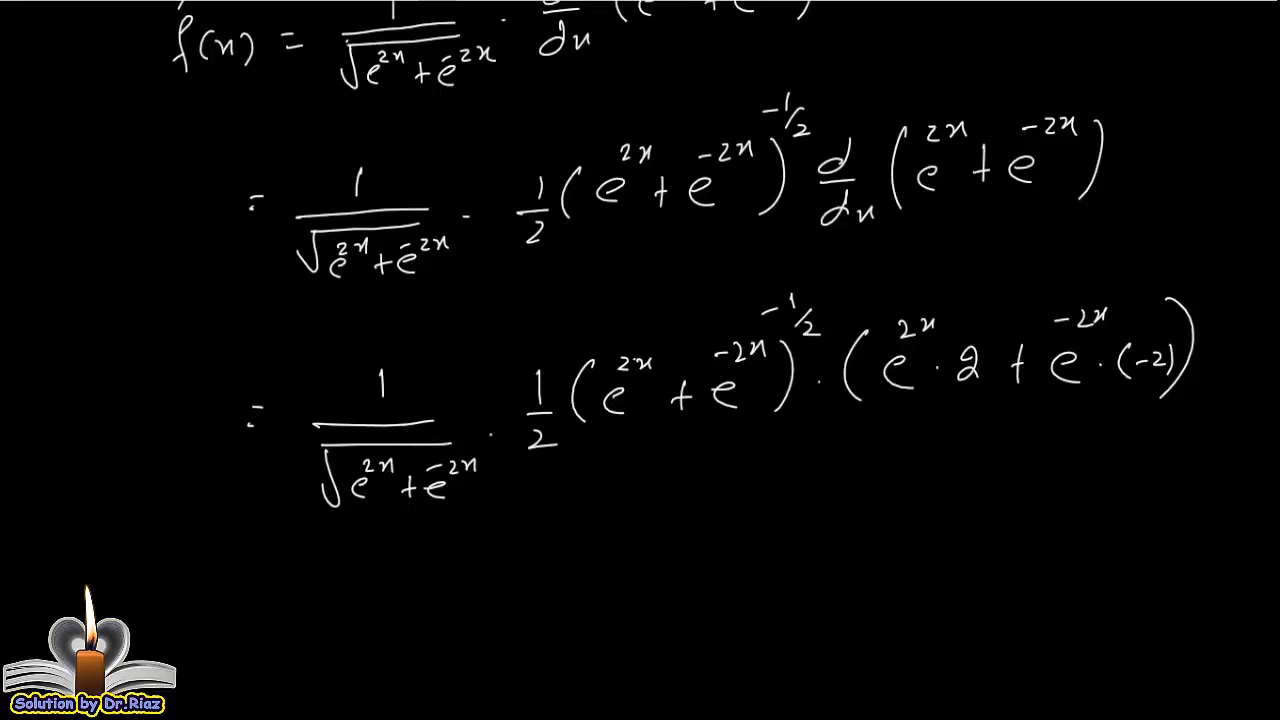 f'(x) = 1/√(e^{2x} + e^{-2x}) · d/dx (e
= 1/√(e^{2x} + e^{-2x}) · 1/2 (e^{2x} + e^{-2x})^{-1/2} d/dx (e^{2x} + e^{-2x})
= 1/√(e^{2x} + e^{-2x}) · 1/2 (e^{2x} + e^{-2x})^{-1/2} · (e^{2x} · 2 + e^{-2x} · (-2))
Solution by Dr.Riaz